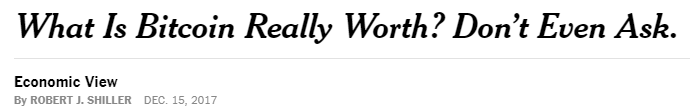 What Is Bitcoin Really Worth? Don’t Even Ask.
Economic View
By ROBERT J. SHILLER DEC. 15, 2017